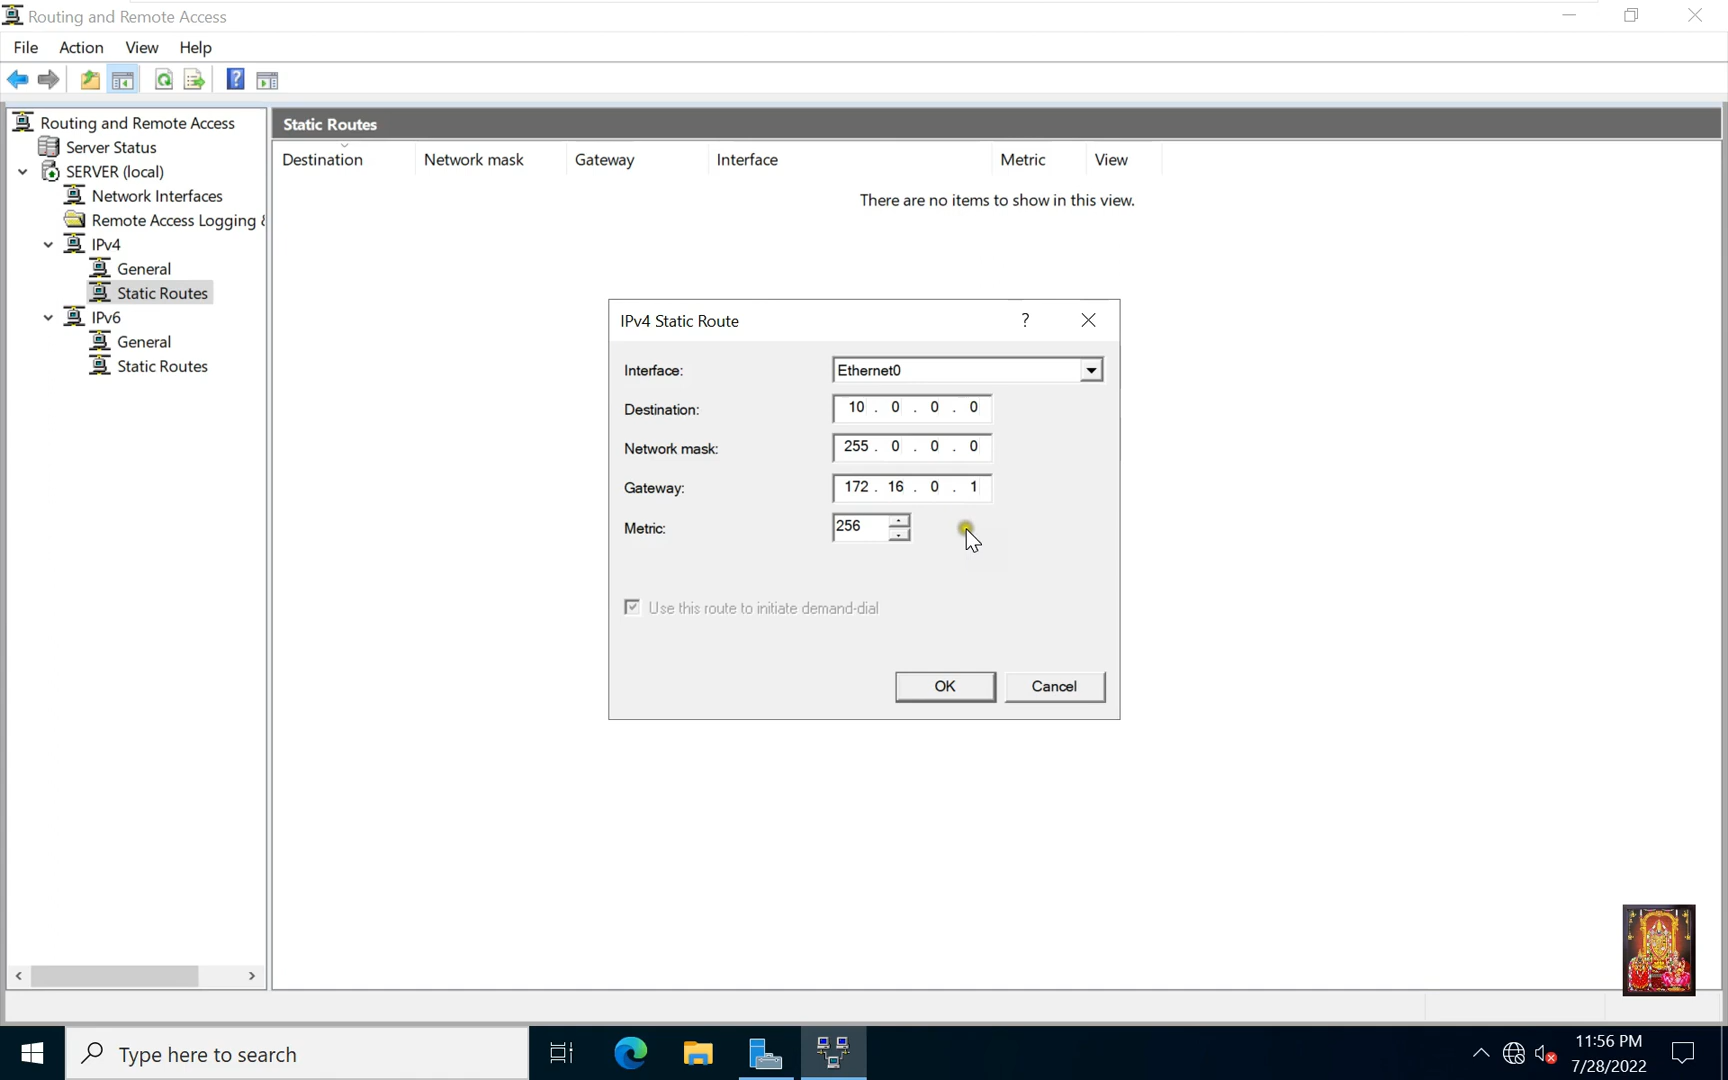 Routing and Remote Access
File Action View Help
Routing and Remote Access
Server Status
SERVER (local)
Network Interfaces
Remote Access Logging &
IPv4
General
Static Routes
IPv6
General
Static Routes
Static Routes
Destination Network mask Gateway Interface Metric View
There are no items to show in this view.
IPv4 Static Route
Interface: Ethernet0
Destination: 10 . 0 . 0 . 0
Network mask: 255 . 0 . 0 . 0
Gateway: 172 . 16 . 0 . 1
Metric: 256
Use this route to initiate demand-dial
OK Cancel
Type here to search
11:56 PM
7/28/2022